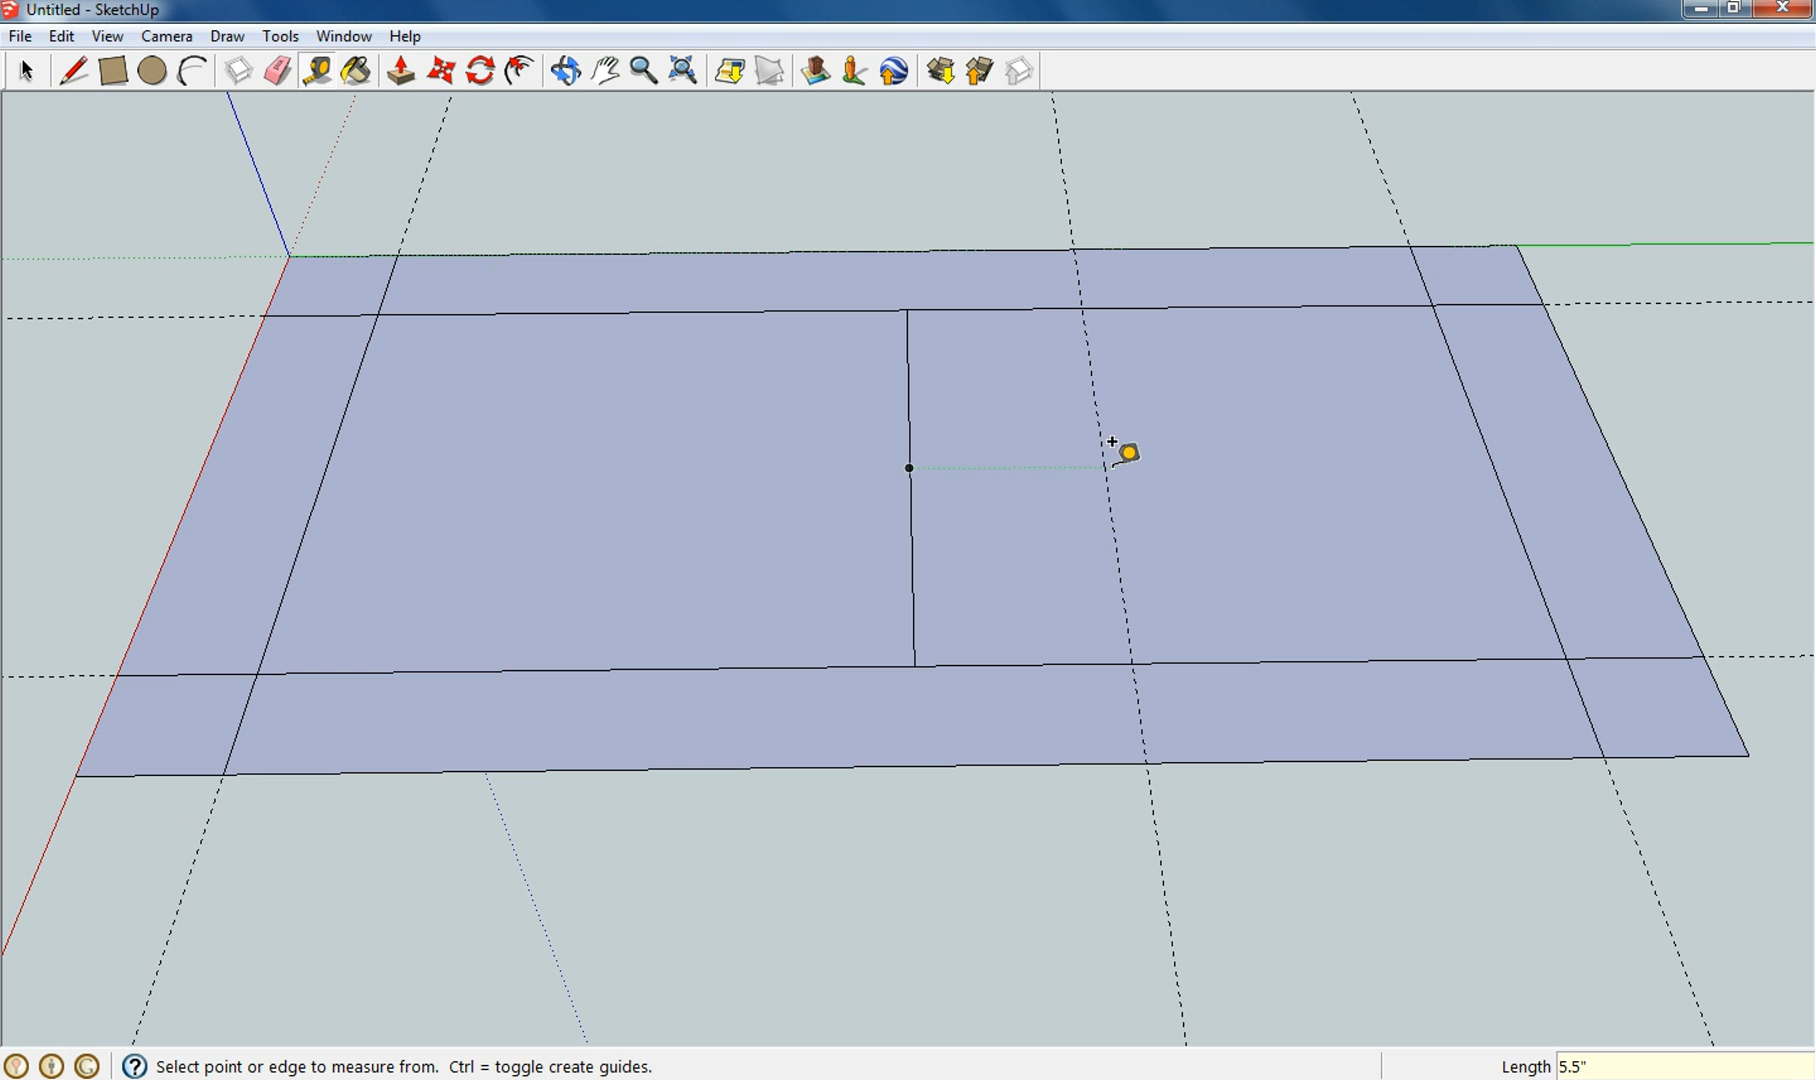 Untitled - SketchUp
File Edit View Camera Draw Tools Window Help
Select point or edge to measure from. Ctrl = toggle create guides.
Length 5.5"